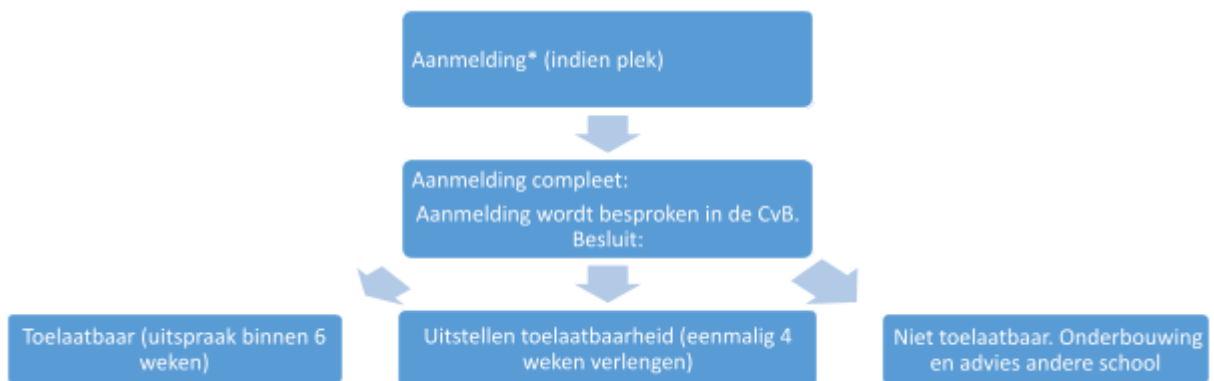 Aanmelding* (indien plek)
Aanmelding compleet:
Aanmelding wordt besproken in de CvB.
Besluit:
Toelaatbaar (uitspraak binnen 6
weken)
Uitstellen toelaatbaarheid (eenmalig 4
weken verlengen)
Niet toelaatbaar. Onderbouwing
en advies andere school